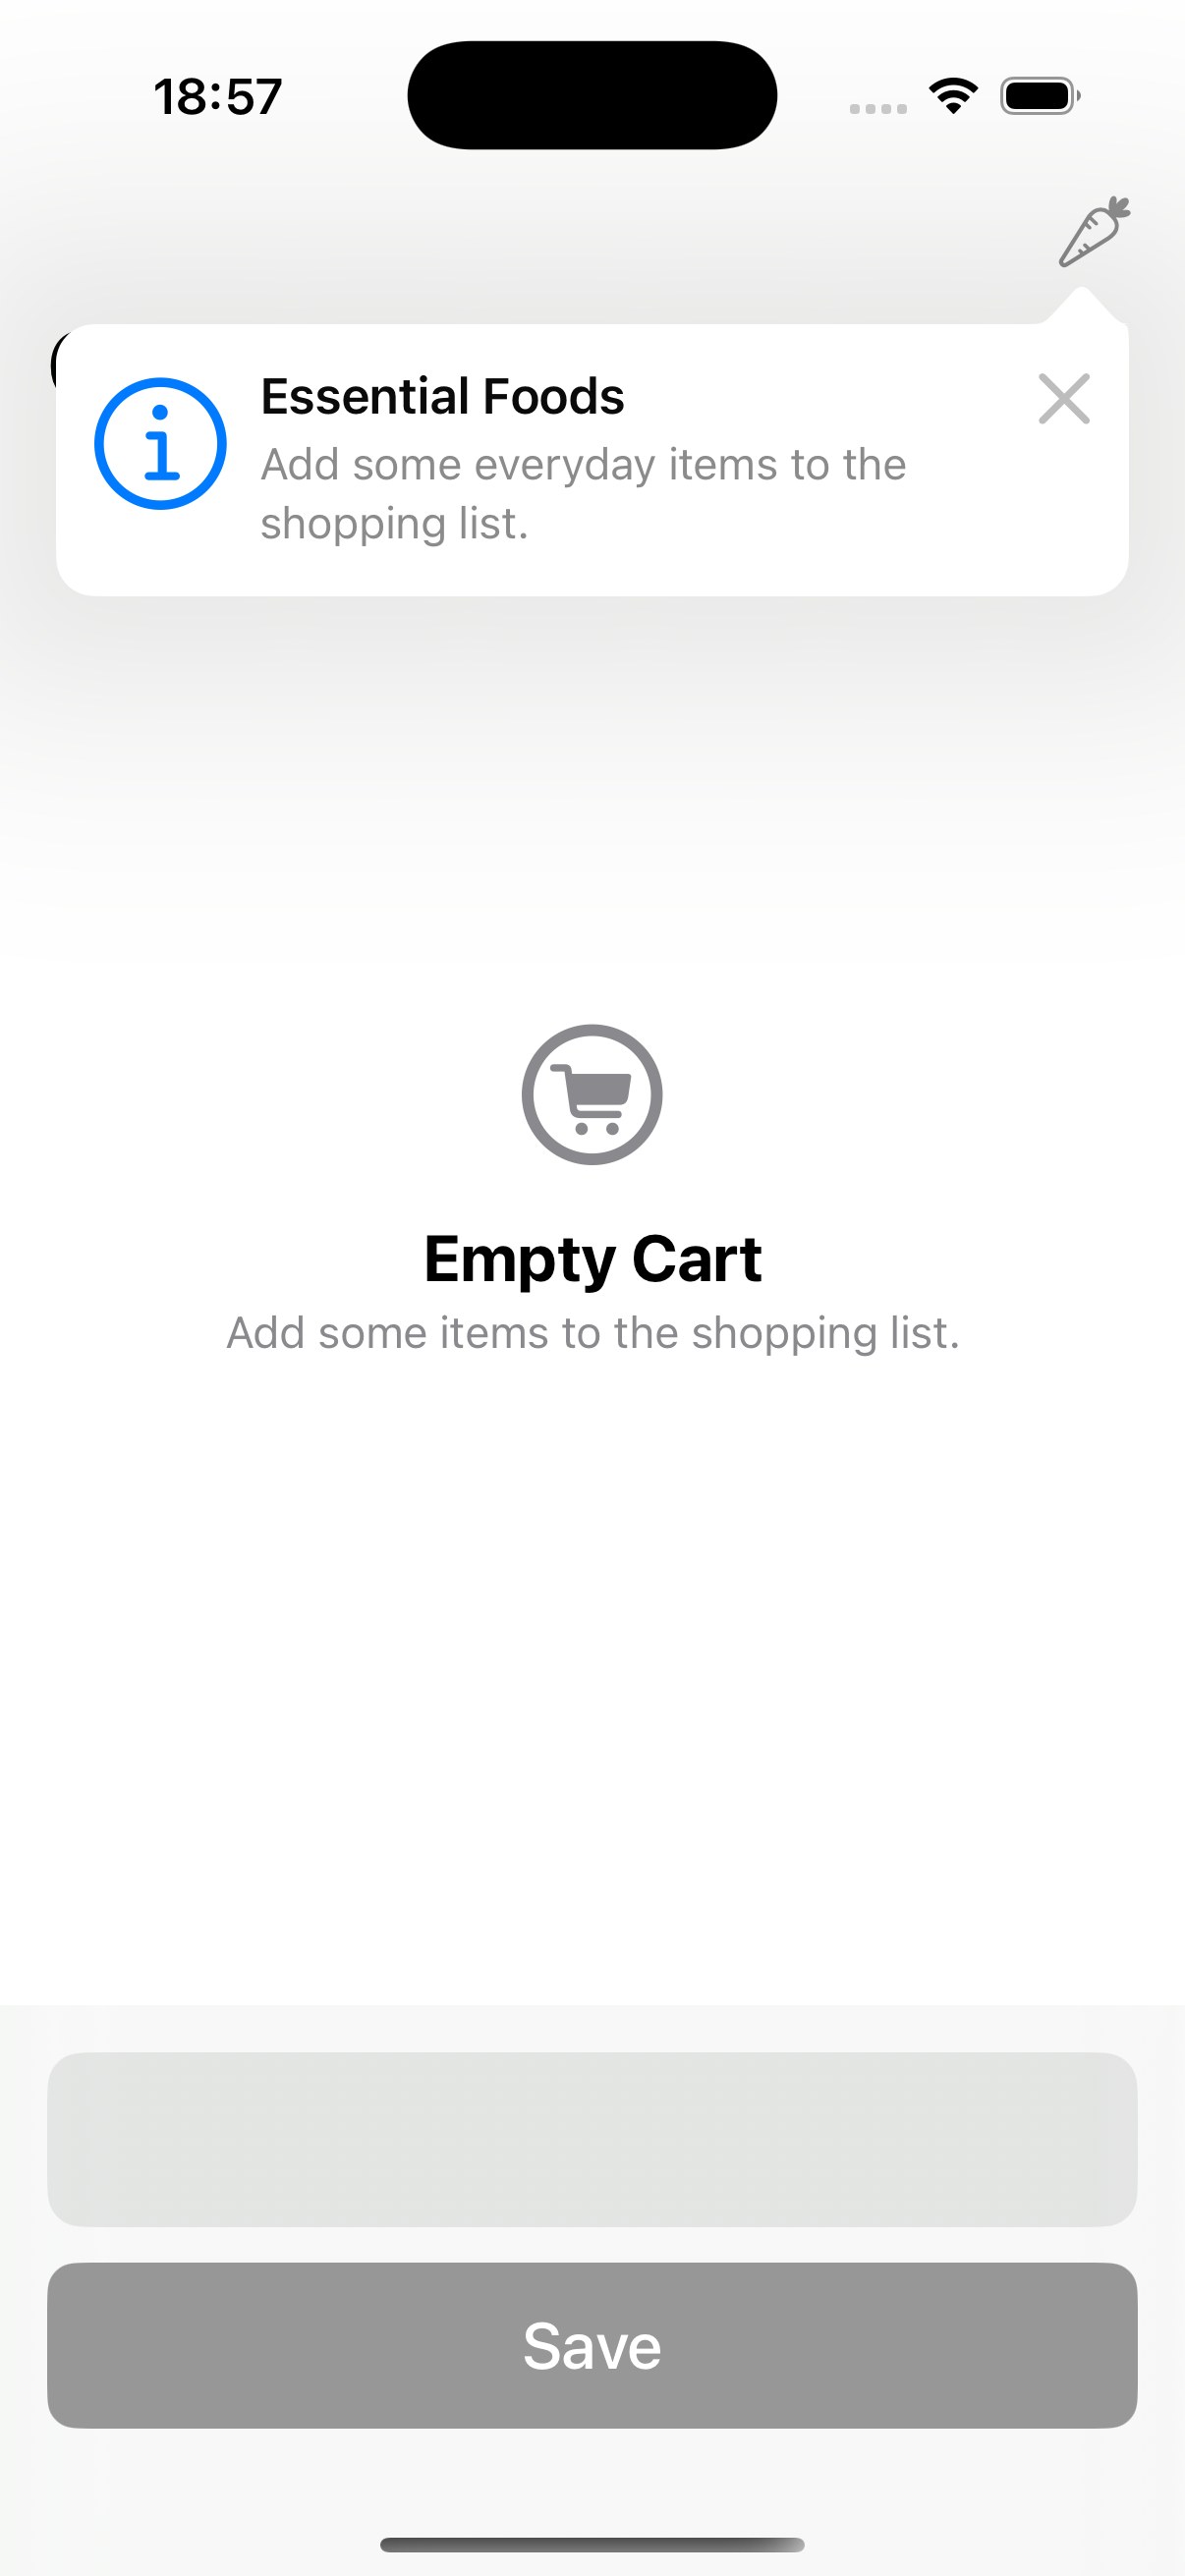 18:57
Essential Foods
Add some everyday items to the
shopping list.
Empty Cart
Add some items to the shopping list.
Save